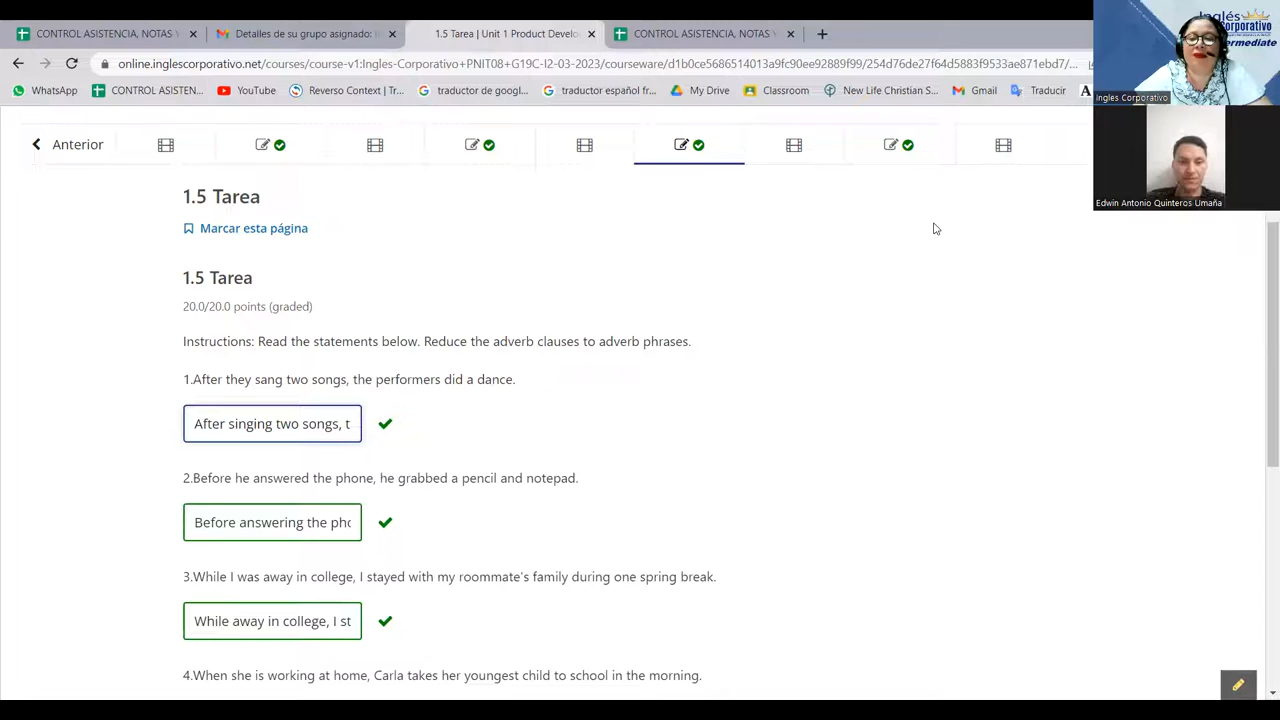 CONTROL ASISTENCIA, NOTAS Y
Detalles de su grupo asignado: I
1.5 Tarea | Unit 1 Product Develo
CONTROL ASISTENCIA, NOTAS Y
online.inglescorporativo.net/courses/course-v1:Ingles-Corporativo+PNIT08+GT9C-I2-03-2023/courseware/d1b0ce5686514013a9fc90ee92889f99/254d76de27f64d5883f9533ae871ebd7/...
WhatsApp
CONTROL ASISTEN...
YouTube
Reverso Context | Tr...
traductor de googl...
traductor español fr...
My Drive
Classroom
New Life Christian S...
Gmail
Traducir
A
Inglés
Corporativo
Intermediate
Ingles Corporativo
Edwin Antonio Quinteros Umaña
Anterior
1.5 Tarea
Marcar esta página
1.5 Tarea
20.0/20.0 points (graded)
Instructions: Read the statements below. Reduce the adverb clauses to adverb phrases.
1.After they sang two songs, the performers did a dance.
After singing two songs, t
2.Before he answered the phone, he grabbed a pencil and notepad.
Before answering the pho
3.While I was away in college, I stayed with my roommate's family during one spring break.
While away in college, I st
4.When she is working at home, Carla takes her youngest child to school in the morning.